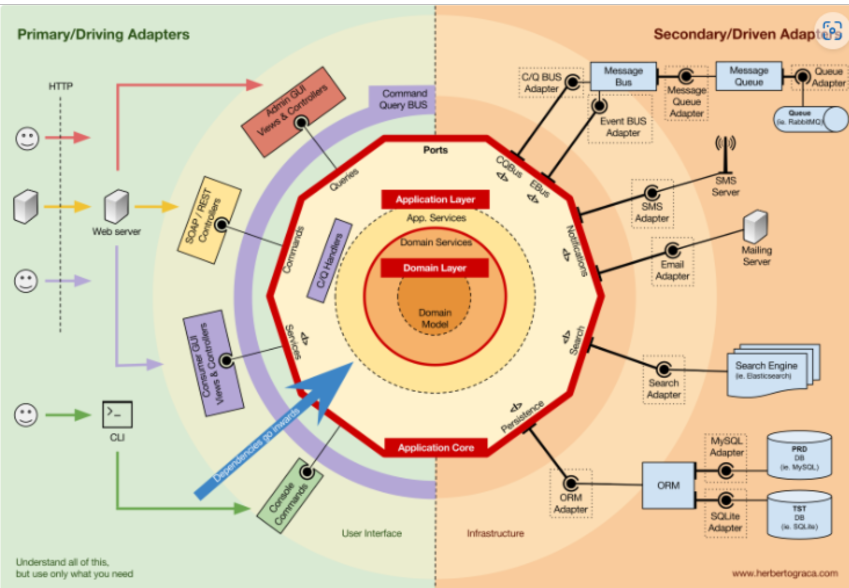 Primary/Driving Adapters
Secondary/Driven Adapters
HTTP
Web server
CLI
Admin GUI
Views & Controllers
SOAP / REST
Controllers
Consumer GUI
Views & Controllers
Console
Commands
Command
Query BUS
Queries
Commands
Services
</>
C/Q Handlers
Dependencies go inwards
Ports
Application Layer
App. Services
Domain Services
Domain Layer
Domain
Model
Application Core
CQBus
</>
EBus
</>
Notifications
</>
Search
</>
Persistence
</>
C/Q BUS
Adapter
Message
Bus
Event BUS
Adapter
Message
Queue
Adapter
Message
Queue
Queue
Adapter
Queue
(ie. RabbitMQ)
SMS
Adapter
SMS
Server
Email
Adapter
Mailing
Server
Search
Adapter
Search Engine
(ie. Elasticsearch)
ORM
Adapter
ORM
MySQL
Adapter
PRD
DB
(ie. MySQL)
SQLite
Adapter
TST
DB
(ie. SQLite)
User Interface
Infrastructure
Understand all of this,
but use only what you need
www.herbertograca.com